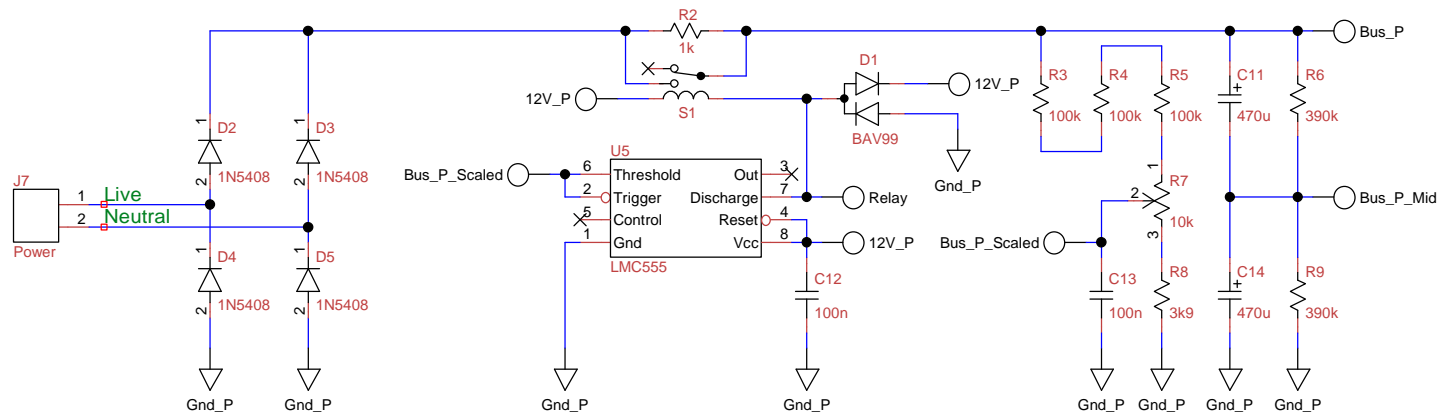 R2
1k
Bus_P
D1
12V_P
12V_P
S1
BAV99
Gnd_P
R3
100k
R4
100k
R5
100k
C11
+
470u
R6
390k
1
D2
2
1N5408
1
D3
2
1N5408
J7
1
2
Power
Live
Neutral
1
D4
2
1N5408
1
D5
2
1N5408
Gnd_P
Gnd_P
U5
Bus_P_Scaled
6
Threshold
2
Trigger
5
Control
1
Gnd
Out
3
Discharge
7
Reset
4
Vcc
8
LMC555
Relay
12V_P
C12
100n
Gnd_P
Gnd_P
1
2
R7
10k
3
Bus_P_Scaled
Bus_P_Mid
C13
100n
R8
3k9
C14
+
470u
R9
390k
Gnd_P
Gnd_P
Gnd_P
Gnd_P